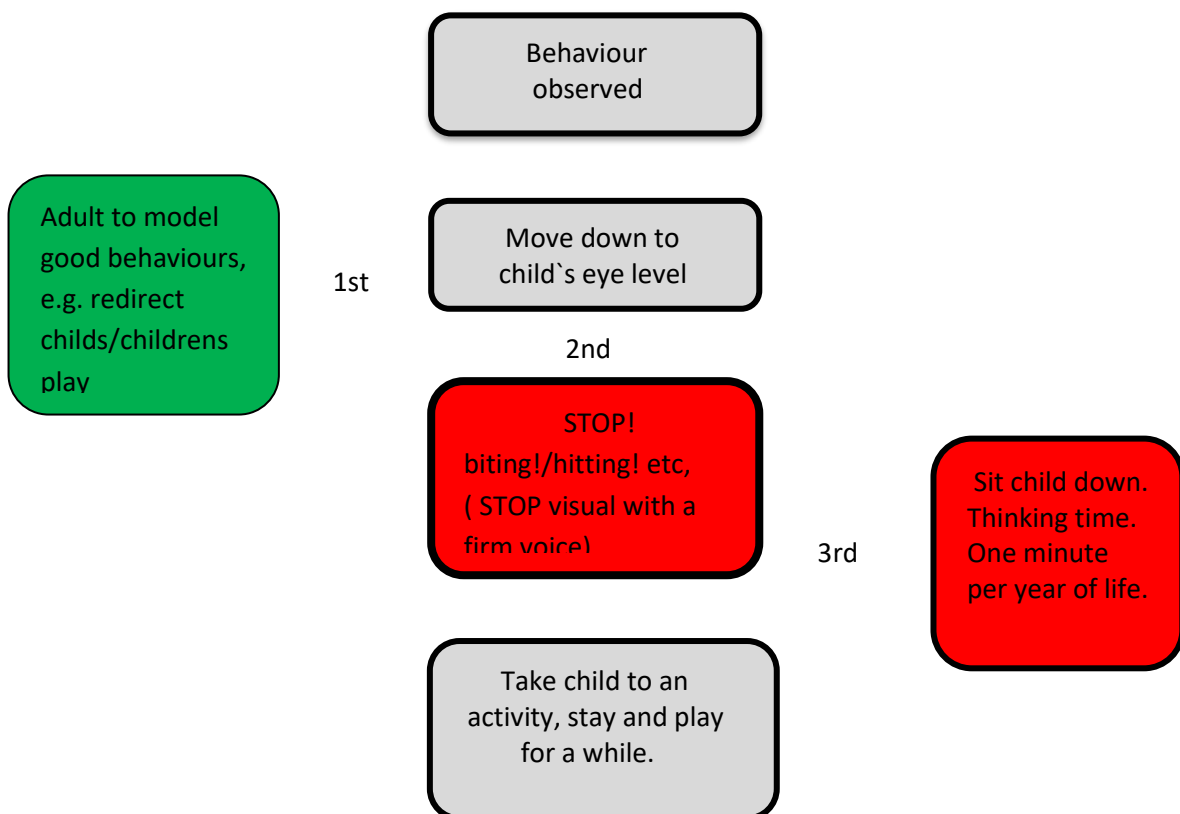 Behaviour
observed
Adult to model
good behaviours,
e.g. redirect
childs/childrens
play
1st
Move down to
child`s eye level
2nd
STOP!
biting!/hitting! etc,
( STOP visual with a
firm voice)
3rd
Sit child down.
Thinking time.
One minute
per year of life.
Take child to an
activity, stay and play
for a while.